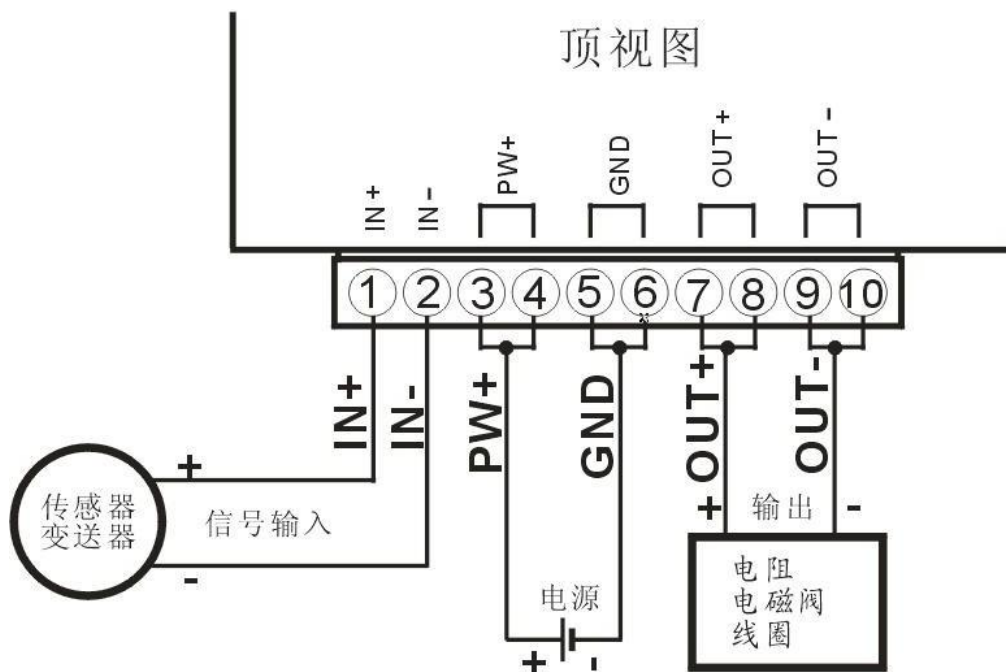 顶视图
IN+
IN-
PW+
GND
OUT+
OUT-
1 2 3 4 5 6 7 8 9 10
IN+
IN-
PW+
GND
OUT+
OUT-
+
传感器
变送器
信号输入
-
+
输出
-
电源
+
-
电阻
电磁阀
线圈